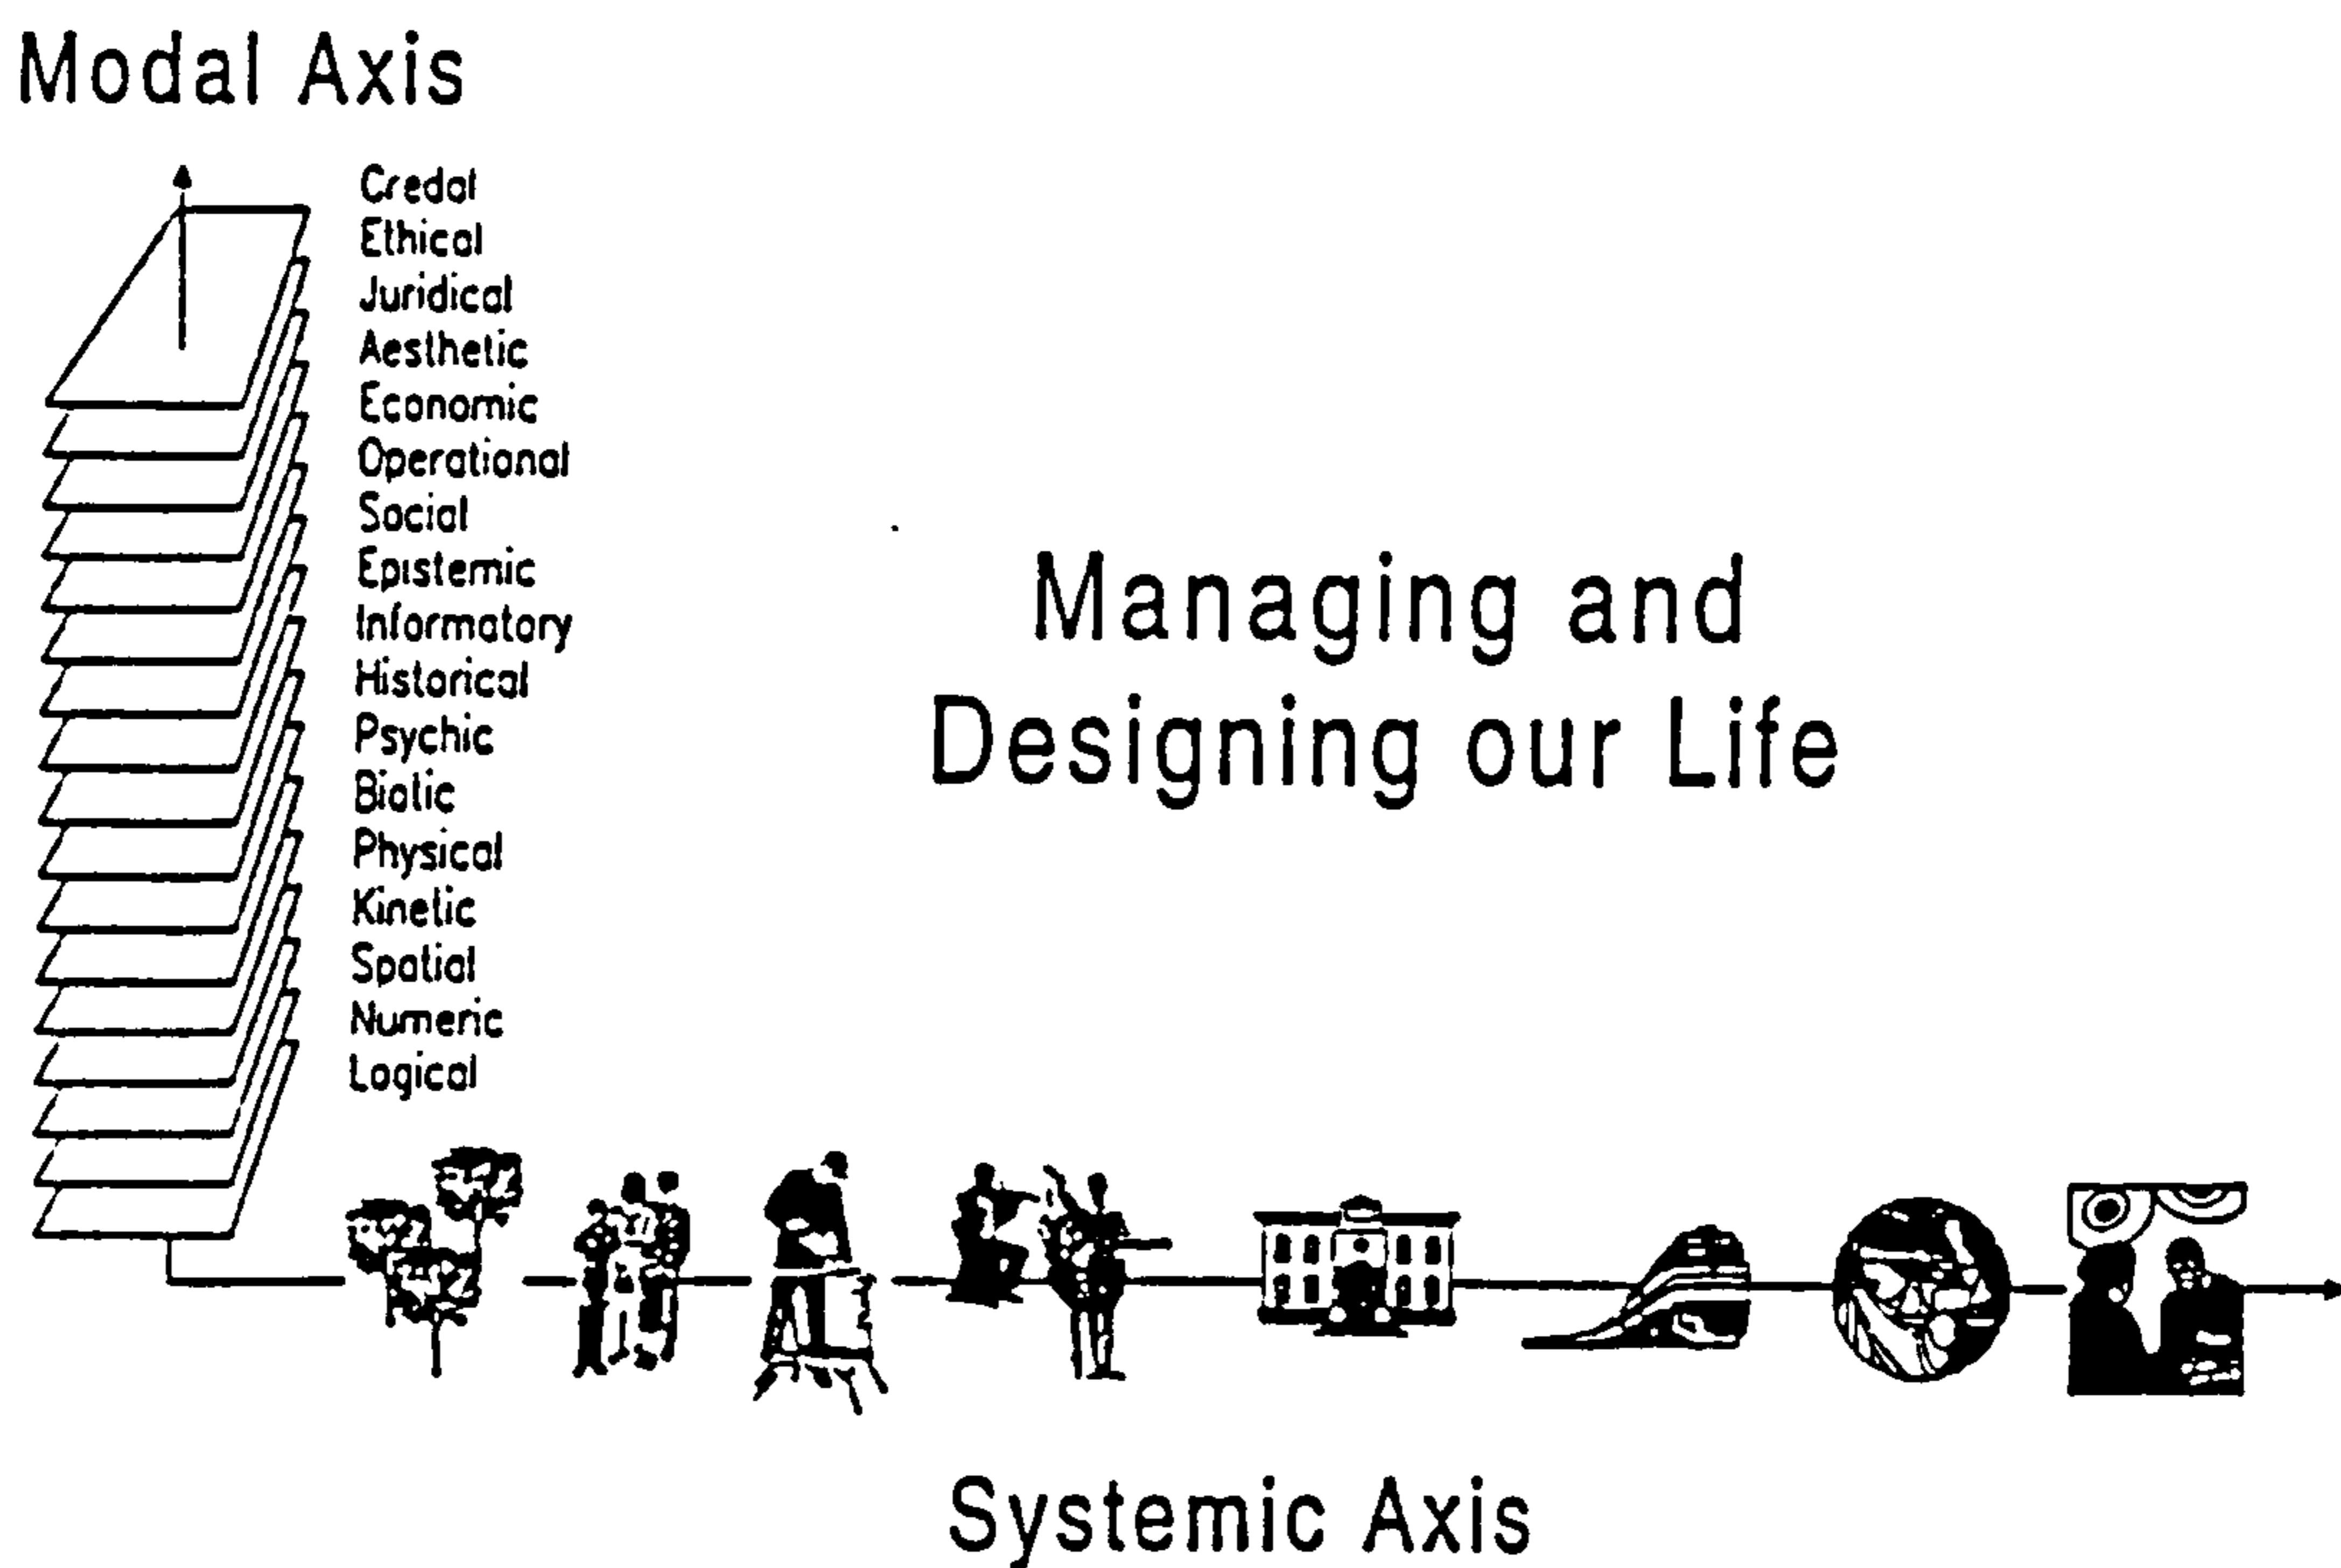 Modal Axis
Credal
Ethical
Juridical
Aesthetic
Economic
Operational
Social
Epistemic
Informatory
Historical
Psychic
Biotic
Physical
Kinetic
Spatial
Numeric
Logical
Managing and
Designing our Life
Systemic Axis